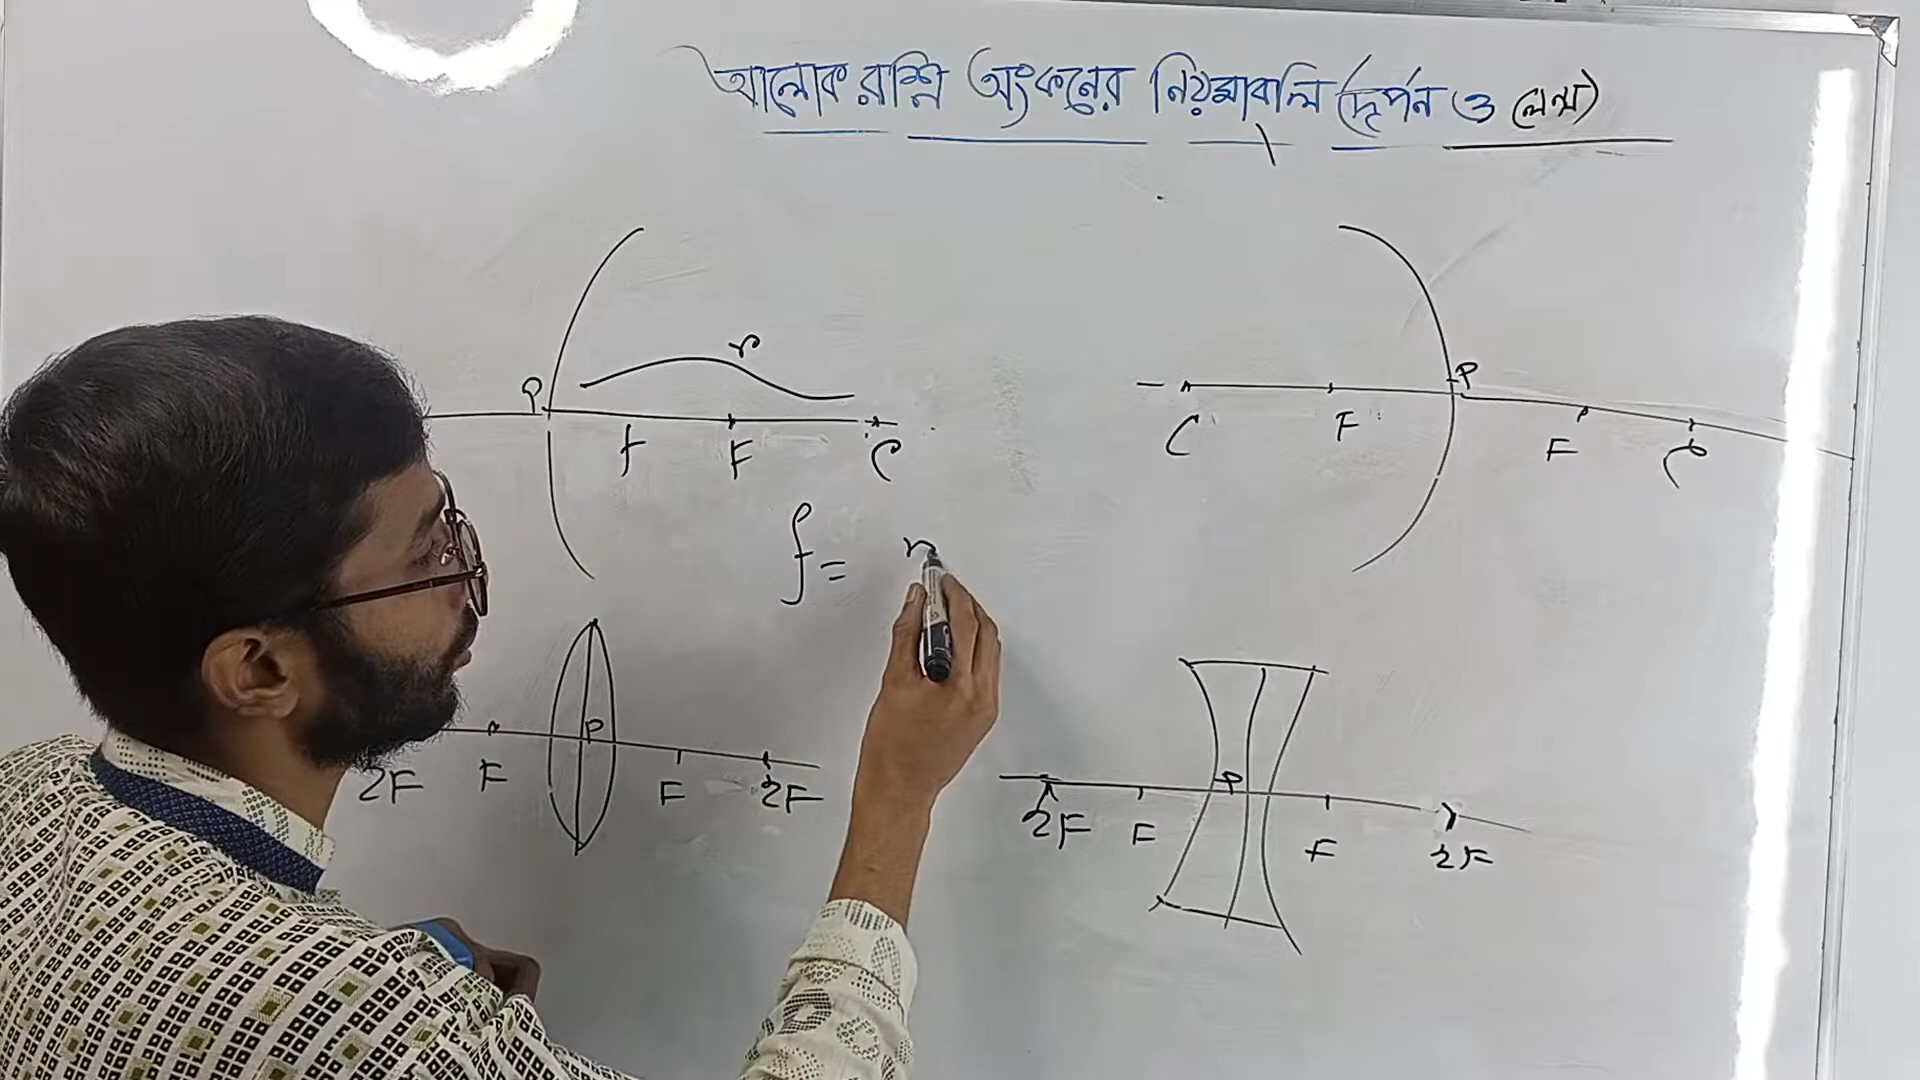 আলোক রশ্মি অংকনের নিয়মাবলি (দর্পন ও লেন্স)
P f F C r
C F P F C
f = r
2F F P F 2F
2F F P F 2F